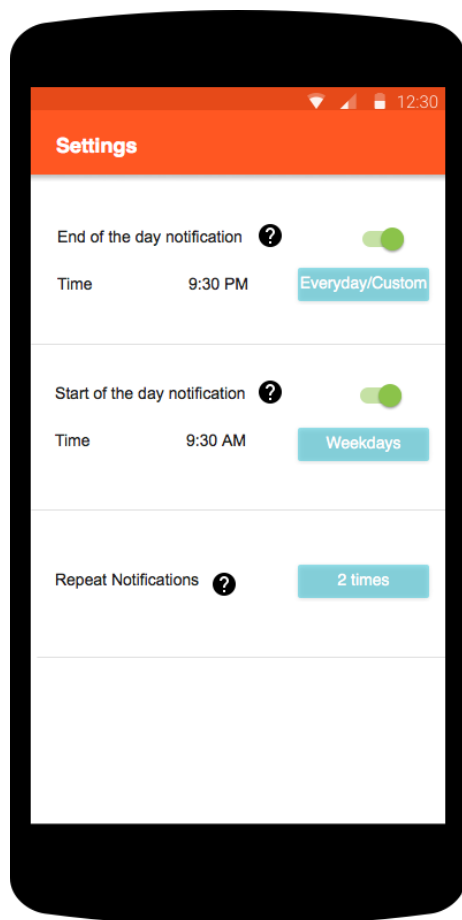 12:30
Settings
End of the day notification ?
Time 9:30 PM Everyday/Custom
Start of the day notification ?
Time 9:30 AM Weekdays
Repeat Notifications ? 2 times